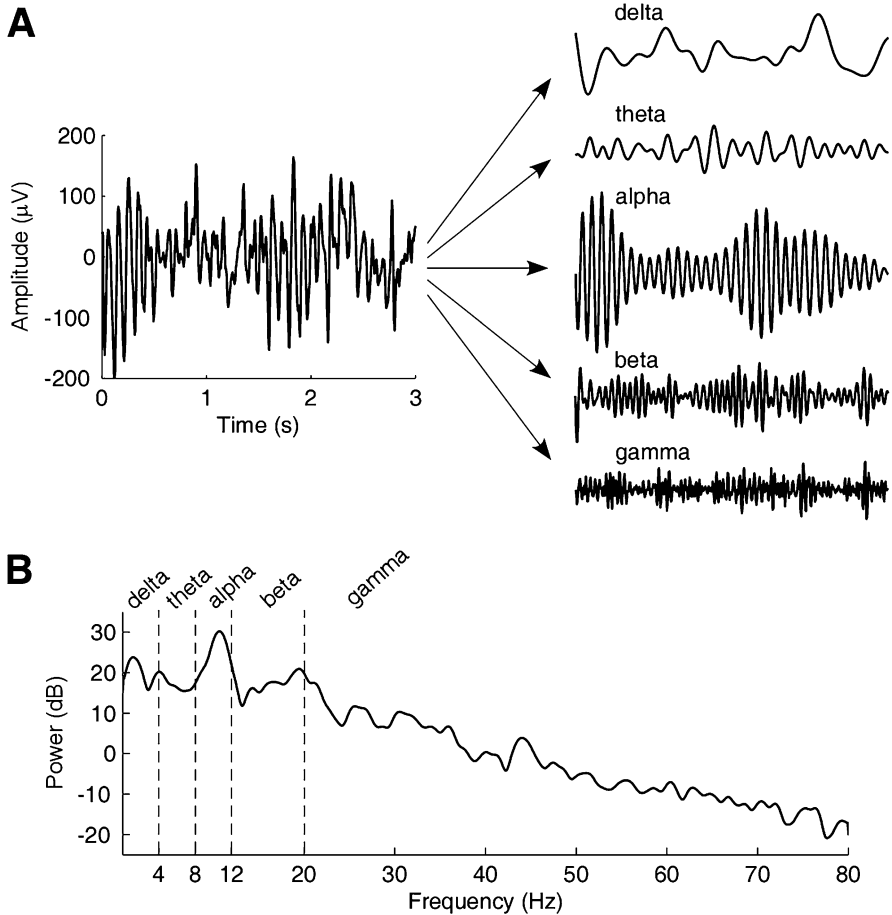 A
delta
theta
alpha
beta
gamma
Amplitude (μV)
200
100
0
-100
-200
0 1 2 3
Time (s)
B
delta theta alpha beta gamma
Power (dB)
30
20
10
0
-10
-20
4 8 12 20 30 40 50 60 70 80
Frequency (Hz)